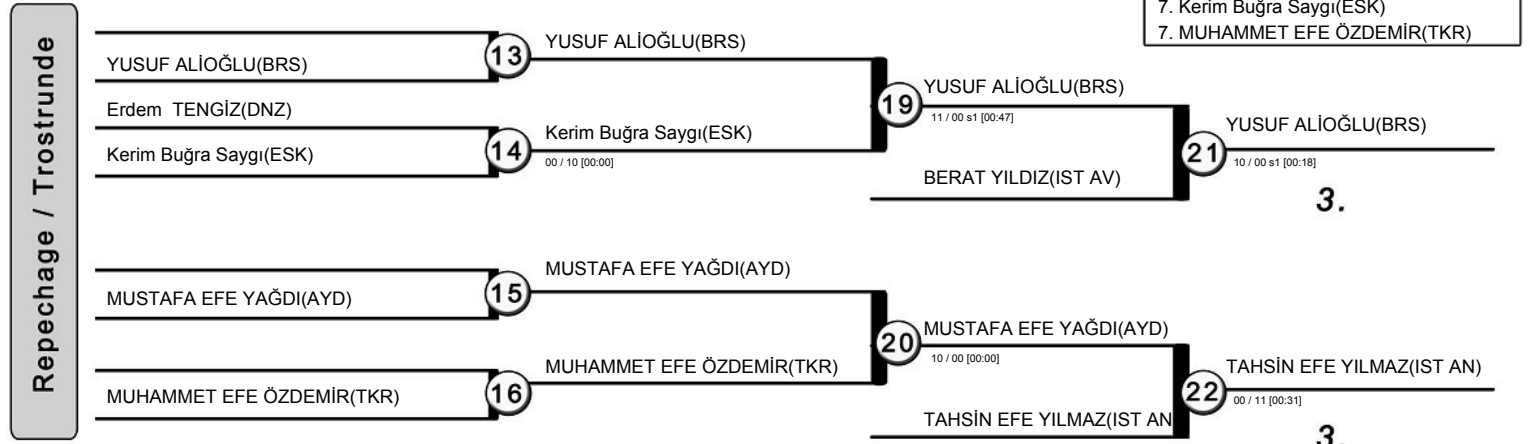 7. Kerim Buğra Saygı(ESK)
7. MUHAMMET EFE ÖZDEMİR(TKR)
Repechage / Trostrunde
YUSUF ALİOĞLU(BRS)
13
YUSUF ALİOĞLU(BRS)
Erdem TENGİZ(DNZ)
Kerim Buğra Saygı(ESK)
14
Kerim Buğra Saygı(ESK)
00 / 10 [00:00]
19
YUSUF ALİOĞLU(BRS)
11 / 00 s1 [00:47]
BERAT YILDIZ(IST AV)
21
YUSUF ALİOĞLU(BRS)
10 / 00 s1 [00:18]
3.
MUSTAFA EFE YAĞDI(AYD)
15
MUSTAFA EFE YAĞDI(AYD)
MUHAMMET EFE ÖZDEMİR(TKR)
16
MUHAMMET EFE ÖZDEMİR(TKR)
20
MUSTAFA EFE YAĞDI(AYD)
10 / 00 [00:00]
TAHSİN EFE YILMAZ(IST AN
22
TAHSİN EFE YILMAZ(IST AN)
00 / 11 [00:31]
3.